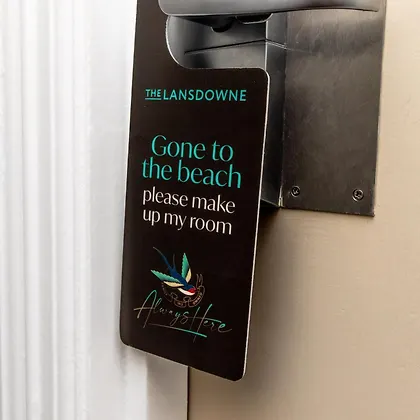 THE LANSDOWNE
Gone to
the beach
please make
up my room
Always Here